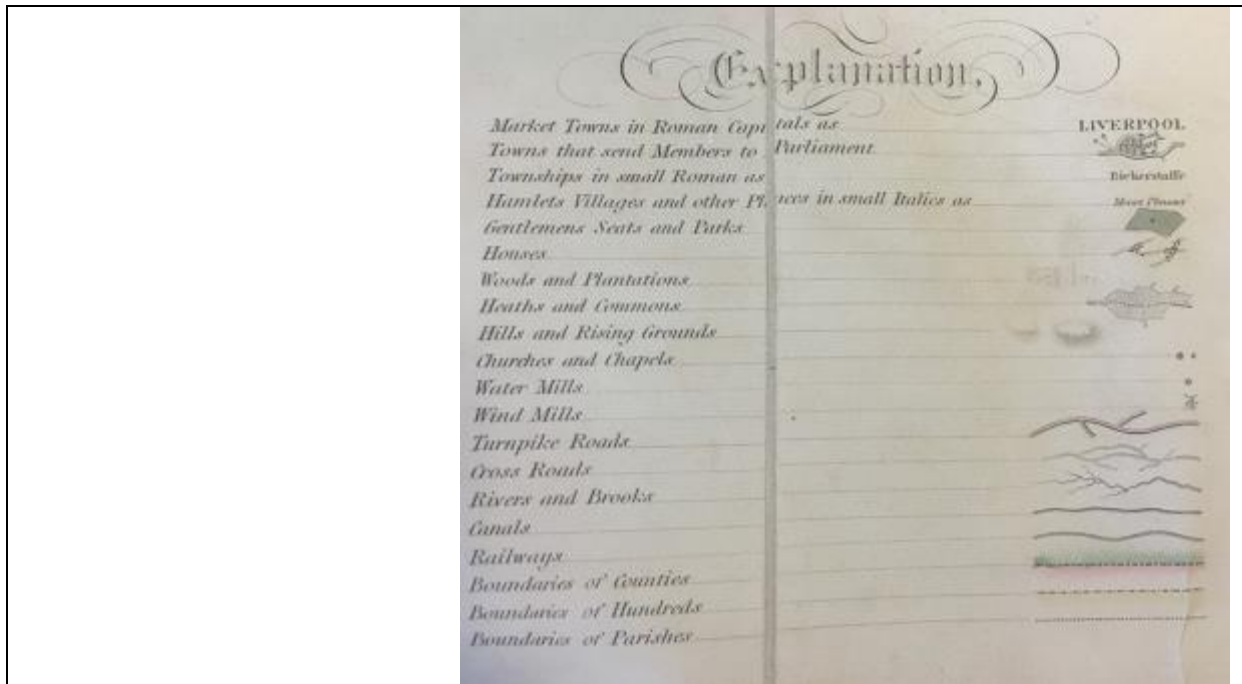 Explanation.
Market Towns in Roman Capitals as LIVERPOOL
Towns that send Members to Parliament
Townships in small Roman as Bickerstaffe
Hamlets Villages and other Places in small Italics as
Gentlemens Seats and Parks
Houses
Woods and Plantations
Heaths and Commons
Hills and Rising Grounds
Churches and Chapels
Water Mills
Wind Mills
Turnpike Roads
Cross Roads
Rivers and Brooks
Canals
Railways
Boundaries of Counties
Boundaries of Hundreds
Boundaries of Parishes